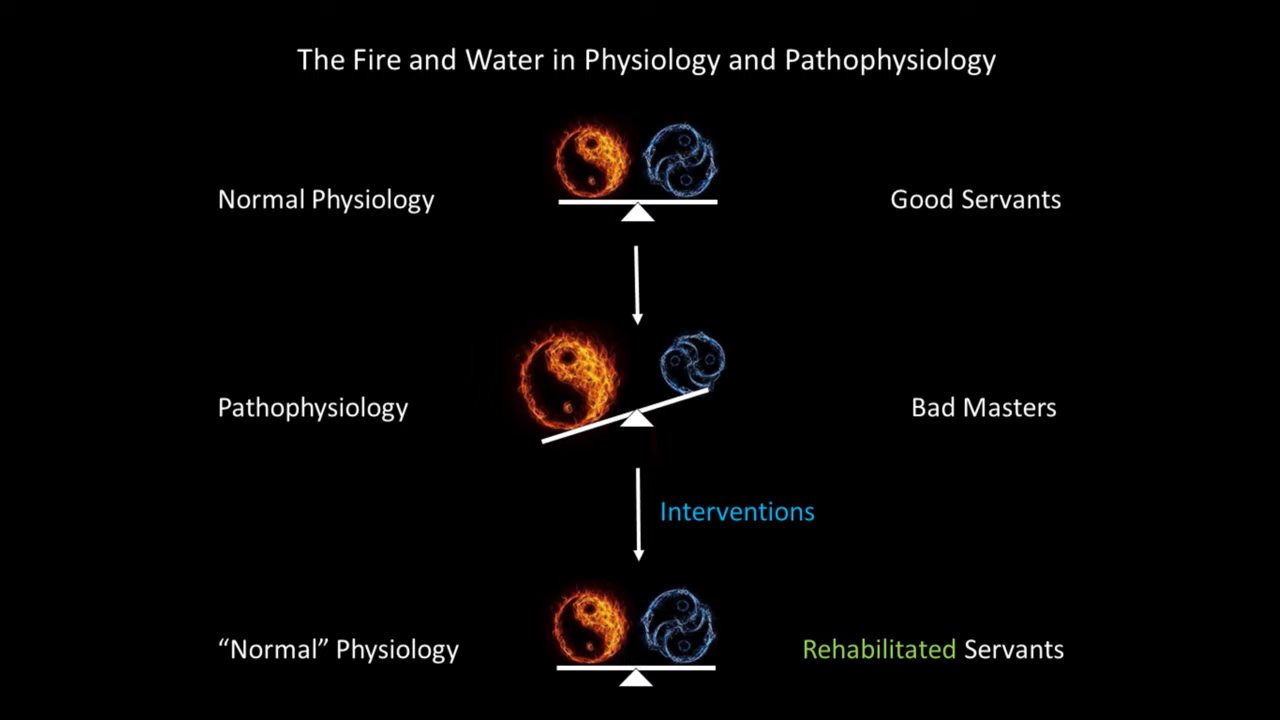 The Fire and Water in Physiology and Pathophysiology
Normal Physiology
Good Servants
Pathophysiology
Bad Masters
Interventions
“Normal” Physiology
Rehabilitated Servants